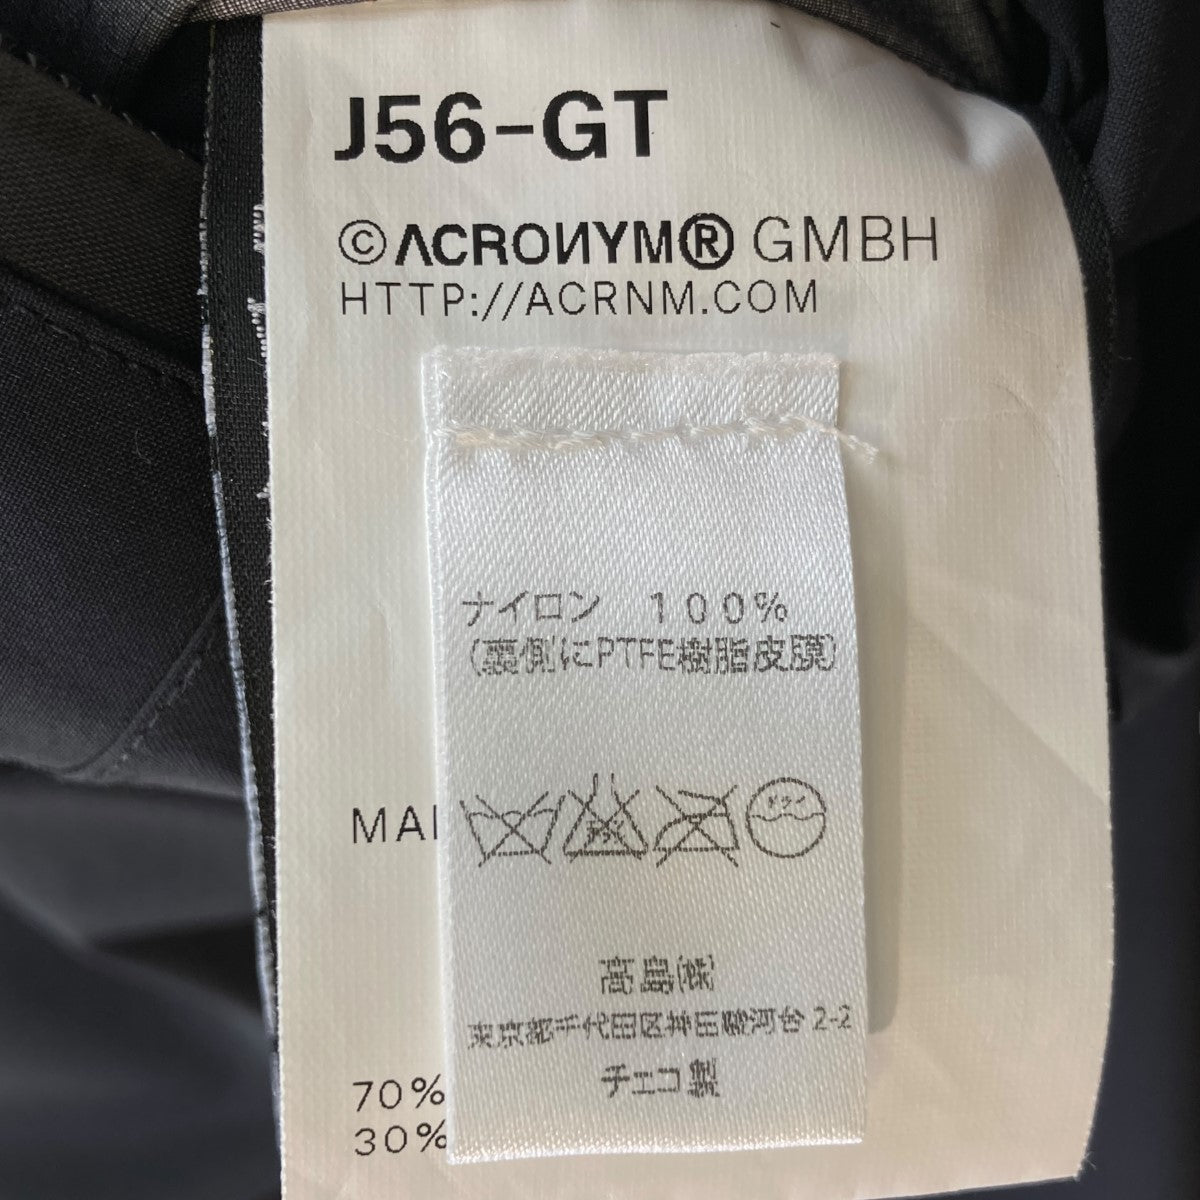 J56-GT
©ACRONYM® GMBH
HTTP://ACRNM.COM
ナイロン 100%
(裏側にPTFE樹脂皮膜)
MA
ドライ
高島(株)
東京都千代田区神田駿河台2-2
チェコ製
70%
30%